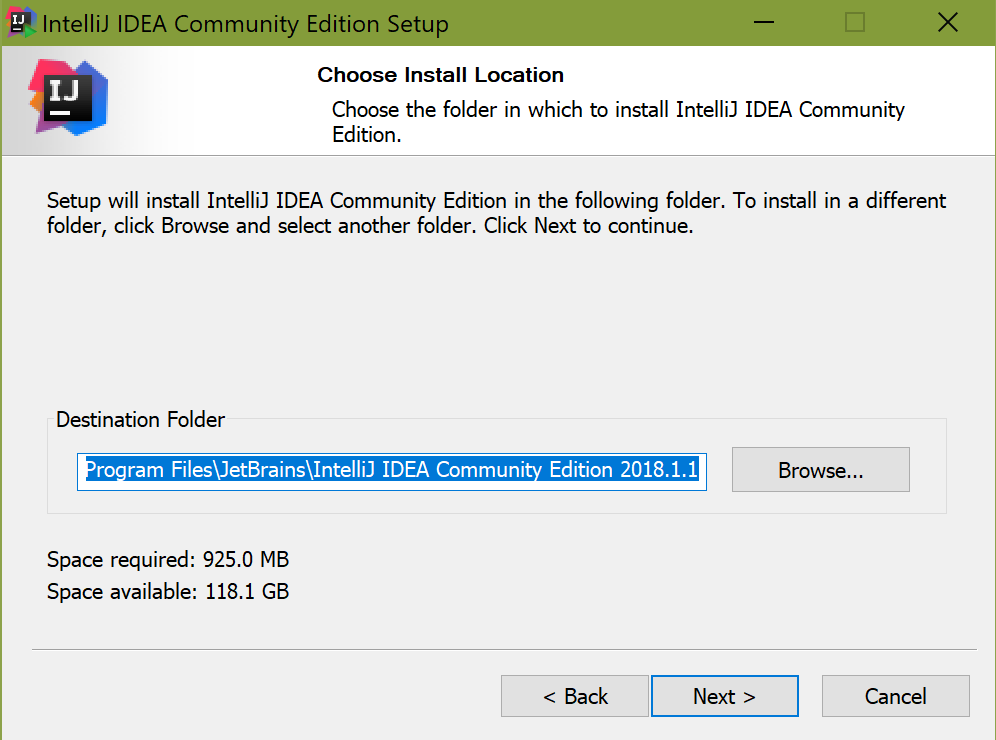 IJ IntelliJ IDEA Community Edition Setup
IJ
Choose Install Location
Choose the folder in which to install IntelliJ IDEA Community
Edition.
Setup will install IntelliJ IDEA Community Edition in the following folder. To install in a different
folder, click Browse and select another folder. Click Next to continue.
Destination Folder
Program Files\JetBrains\IntelliJ IDEA Community Edition 2018.1.1
Browse...
Space required: 925.0 MB
Space available: 118.1 GB
< Back
Next >
Cancel